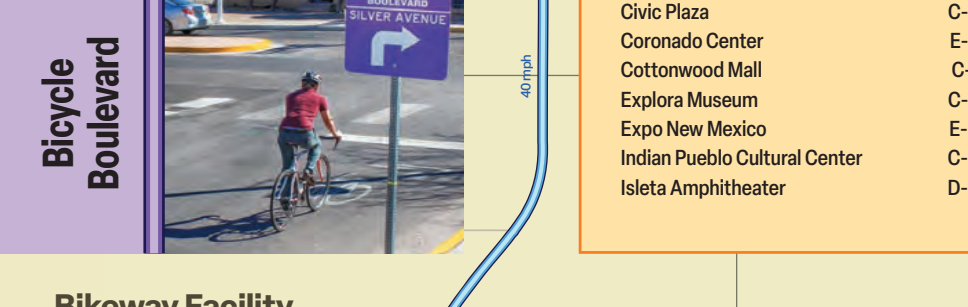 Bicycle
Boulevard
BOULEVARD
SILVER AVENUE
40 mph
Civic Plaza C-
Coronado Center E-
Cottonwood Mall C-
Explora Museum C-
Expo New Mexico E-
Indian Pueblo Cultural Center C-
Isleta Amphitheater D-
Bikeway Facility